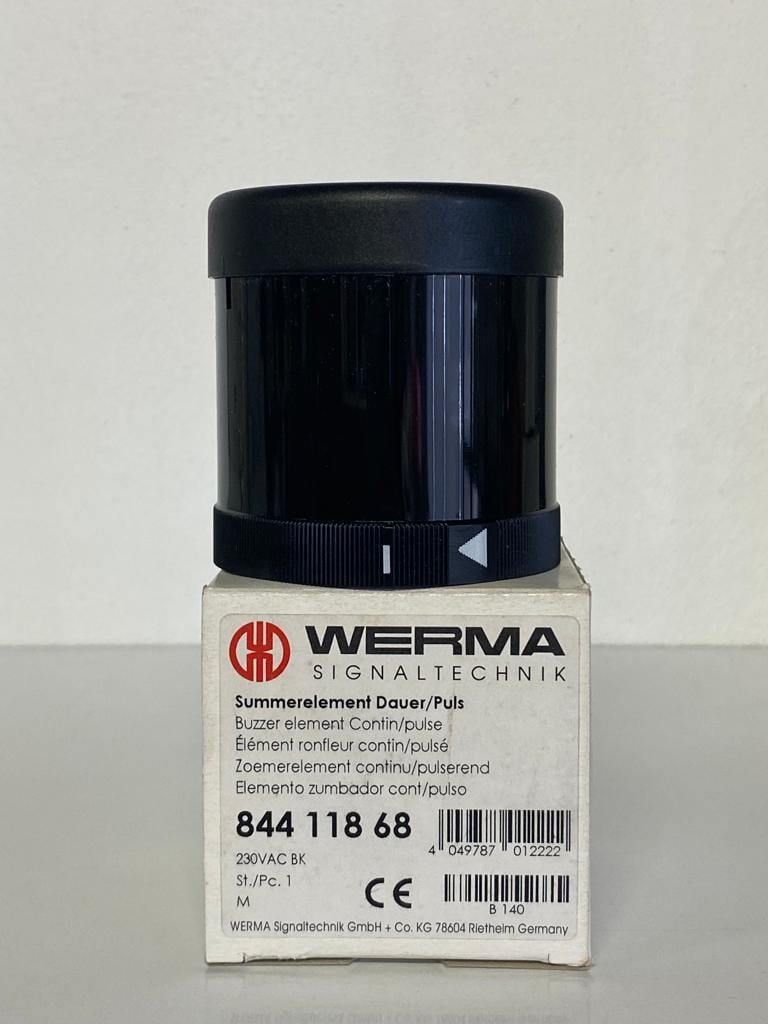 WERMA
SIGNALTECHNIK
Summerelement Dauer/Puls
Buzzer element Contin/pulse
Élément ronfleur contin/pulsé
Zoemerelement continu/pulserend
Elemento zumbador cont/pulso
844 118 68
4 049787 012222
230VAC BK
St./Pc. 1
M
CE
B 140
WERMA Signaltechnik GmbH + Co. KG 78604 Rietheim Germany